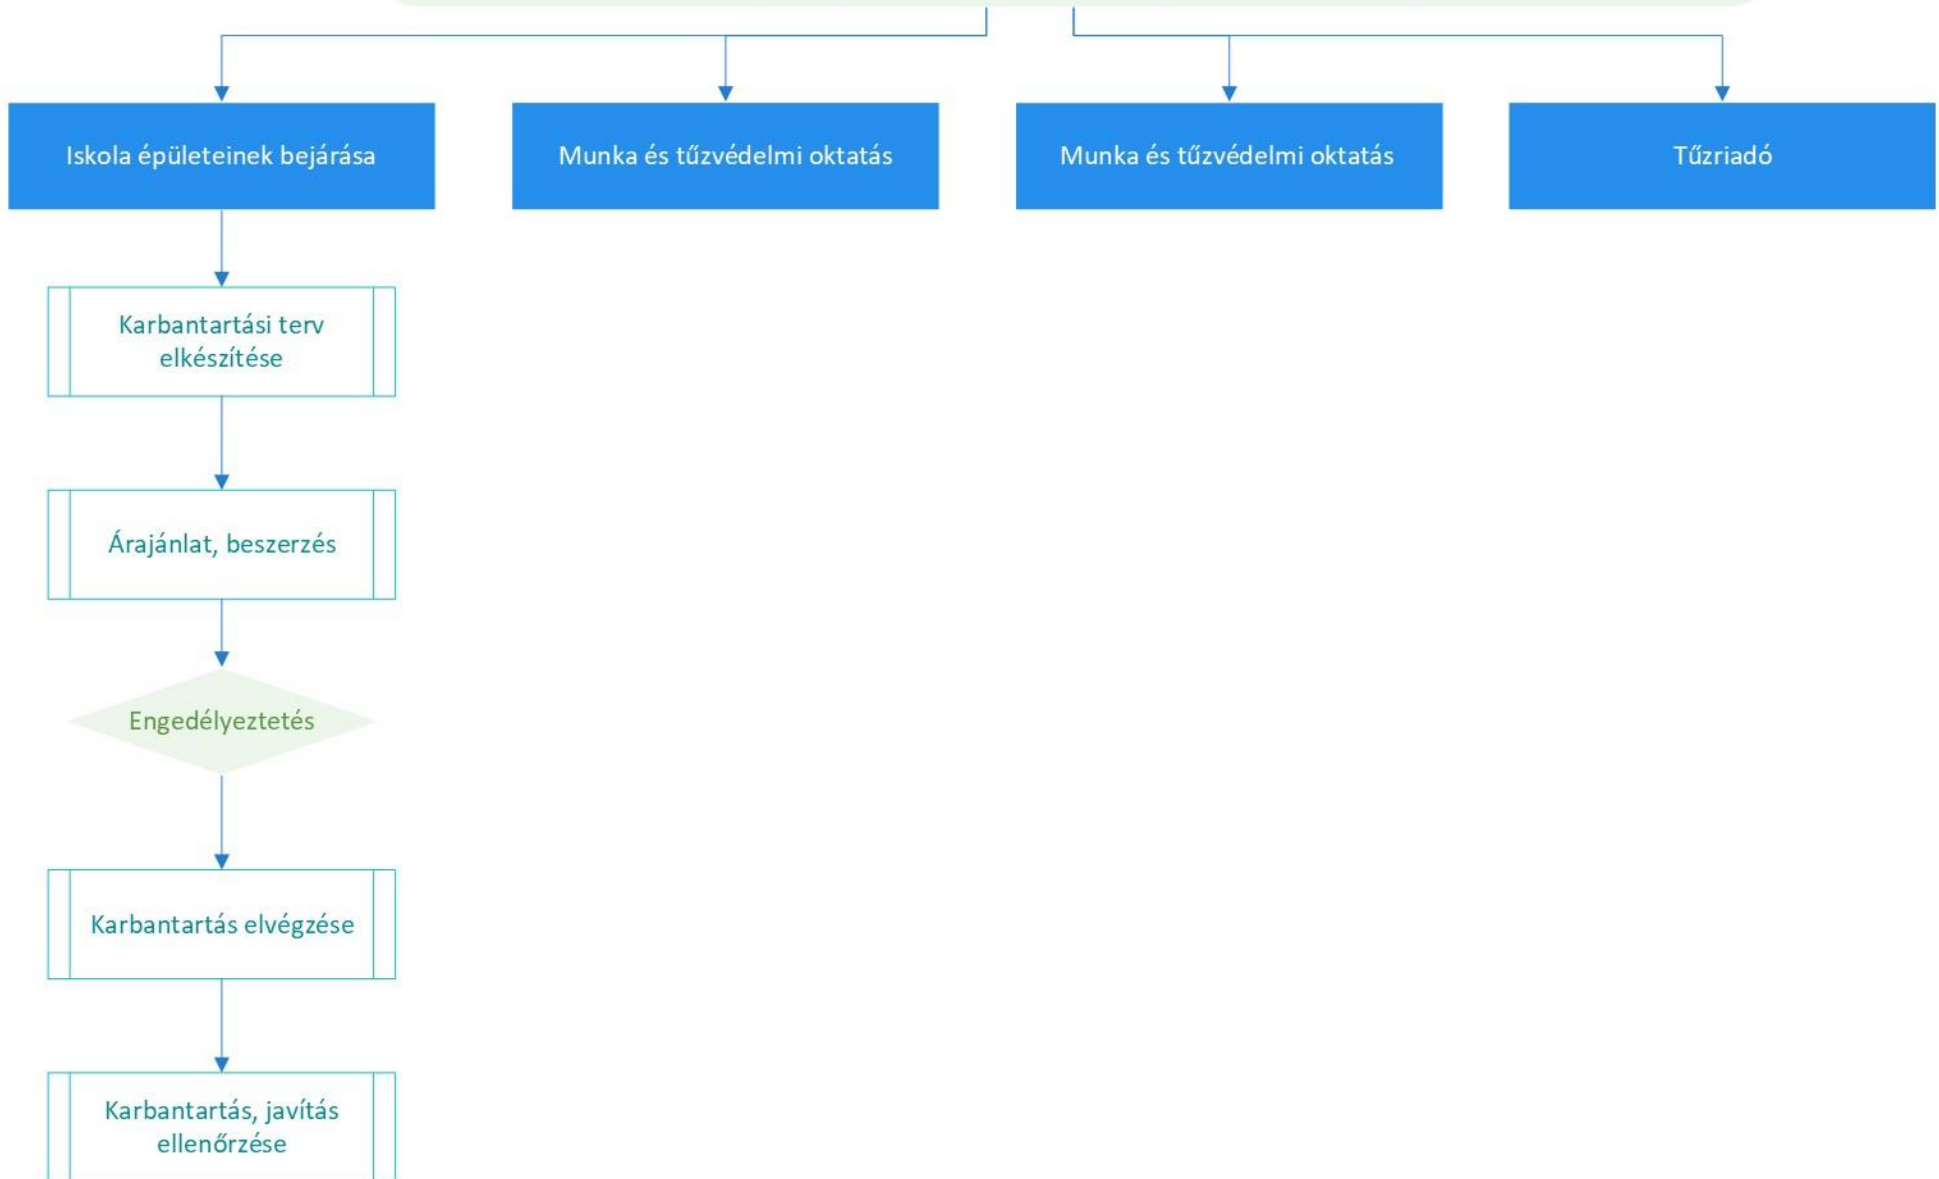 Iskola épületeinek bejárása
Munka és tűzvédelmi oktatás
Munka és tűzvédelmi oktatás
Tűzriadó
Karbantartási terv
elkészítése
Árajánlat, beszerzés
Engedélyeztetés
Karbantartás elvégzése
Karbantartás, javítás
ellenőrzése